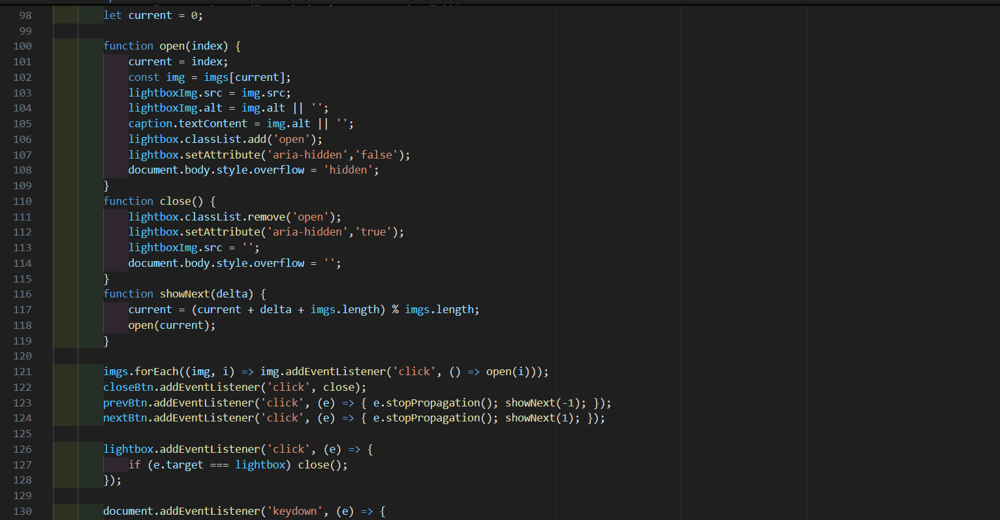 98 let current = 0;
99
100 function open(index) {
101 current = index;
102 const img = imgs[current];
103 lightboxImg.src = img.src;
104 lightboxImg.alt = img.alt || '';
105 caption.textContent = img.alt || '';
106 lightbox.classList.add('open');
107 lightbox.setAttribute('aria-hidden','false');
108 document.body.style.overflow = 'hidden';
109 }
110 function close() {
111 lightbox.classList.remove('open');
112 lightbox.setAttribute('aria-hidden','true');
113 lightboxImg.src = '';
114 document.body.style.overflow = '';
115 }
116 function showNext(delta) {
117 current = (current + delta + imgs.length) % imgs.length;
118 open(current);
119 }
120
121 imgs.forEach((img, i) => img.addEventListener('click', () => open(i)));
122 closeBtn.addEventListener('click', close);
123 prevBtn.addEventListener('click', (e) => { e.stopPropagation(); showNext(-1); });
124 nextBtn.addEventListener('click', (e) => { e.stopPropagation(); showNext(1); });
125
126 lightbox.addEventListener('click', (e) => {
127 if (e.target === lightbox) close();
128 });
129
130 document.addEventListener('keydown', (e) => {